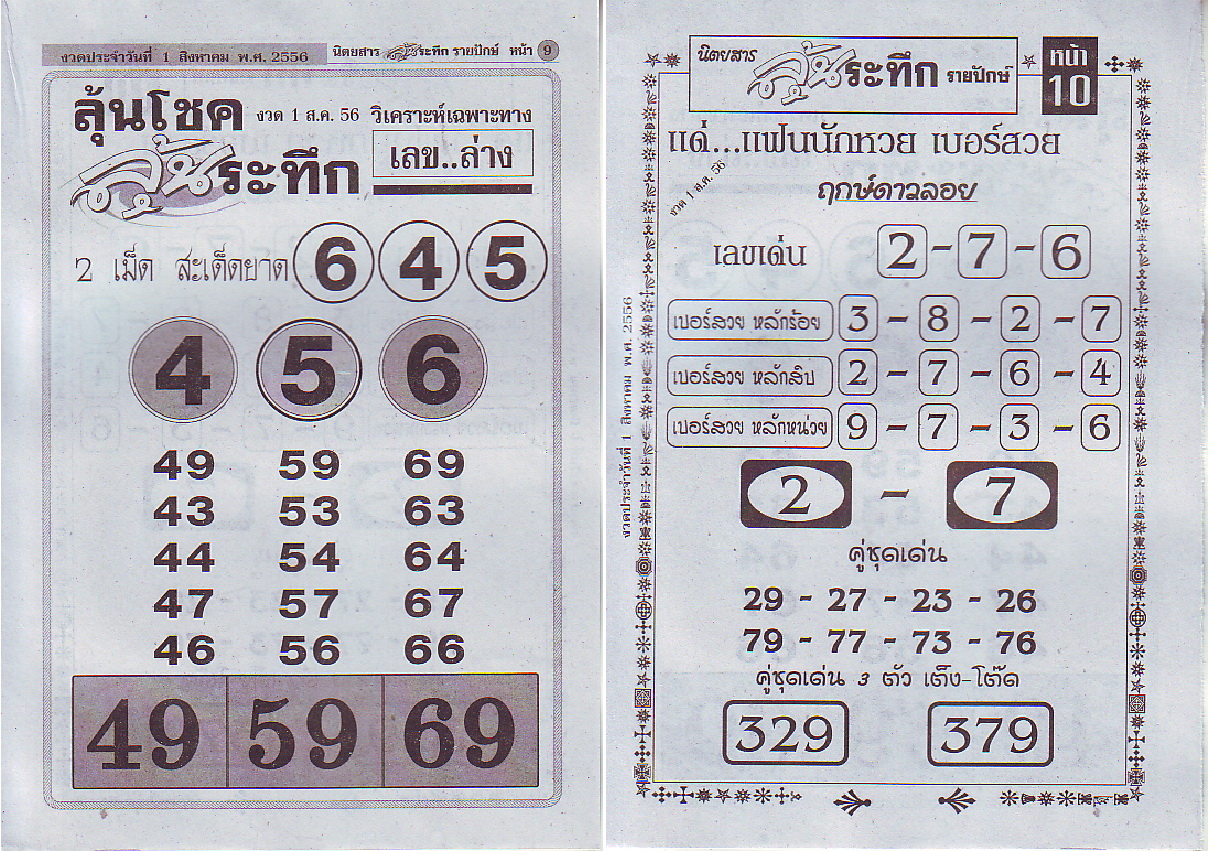 งวดประจำวันที่ 1 สิงหาคม พ.ศ. 2556 นิตยสาร ลุ้นระทึก รายปักษ์ หน้า 9
ลุ้นโชค งวด 1 ส.ค. 56 วิเคราะห์เฉพาะทาง
ลุ้นระทึก เลข..ล่าง
2 เม็ด สะเด็ดยาด 6 4 5
4 5 6
49 59 69
43 53 63
44 54 64
47 57 67
46 56 66
49 59 69
นิตยสาร ลุ้นระทึก รายปักษ์ หน้า 10
แด่...แฟนนักหวย เบอร์สวย
งวด 1 ส.ค. 56
ฤกษ์ดาวลอย
เลขเด่น 2 - 7 - 6
เบอร์สวย หลักร้อย 3 - 8 - 2 - 7
เบอร์สวย หลักสิบ 2 - 7 - 6 - 4
เบอร์สวย หลักหน่วย 9 - 7 - 3 - 6
2 - 7
คู่ชุดเด่น
29 - 27 - 23 - 26
79 - 77 - 73 - 76
คู่ชุดเด่น 3 ตัว เต็ง-โต๊ด
329 379
งวดประจำวันที่ 1 สิงหาคม พ.ศ. 2556